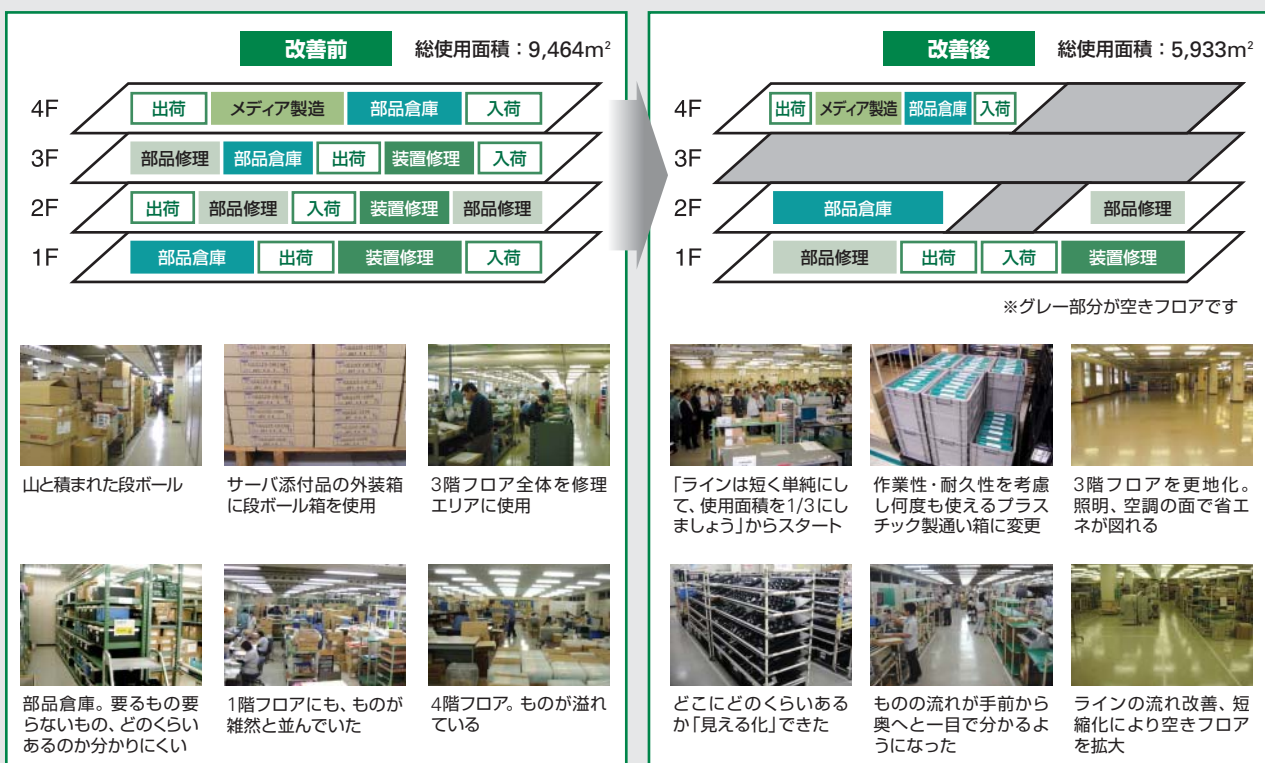 改善前 総使用面積：9,464m²
4F 出荷 メディア製造 部品倉庫 入荷
3F 部品修理 部品倉庫 出荷 装置修理 入荷
2F 出荷 部品修理 入荷 装置修理 部品修理
1F 部品倉庫 出荷 装置修理 入荷
山と積まれた段ボール
サーバ添付品の外装箱
に段ボール箱を使用
3階フロア全体を修理
エリアに使用
部品倉庫。要るもの要
らないもの、どのくらい
あるのか分かりにくい
1階フロアにも、ものが
雑然と並んでいた
4階フロア。ものが溢れ
ている
改善後 総使用面積：5,933m²
4F 出荷 メディア製造 部品倉庫 入荷
3F
2F 部品倉庫 部品修理
1F 部品修理 出荷 入荷 装置修理
※グレー部分が空きフロアです
「ラインは短く単純にし
て、使用面積を1/3にし
ましょう」からスタート
作業性・耐久性を考慮
し何度も使えるプラス
チック製通い箱に変更
3階フロアを更地化。
照明、空調の面で省エ
ネが図れる
どこにどのくらいある
か「見える化」できた
ものの流れが手前から
奥へと一目で分かるよ
うになった
ラインの流れ改善、短
縮化により空きフロア
を拡大